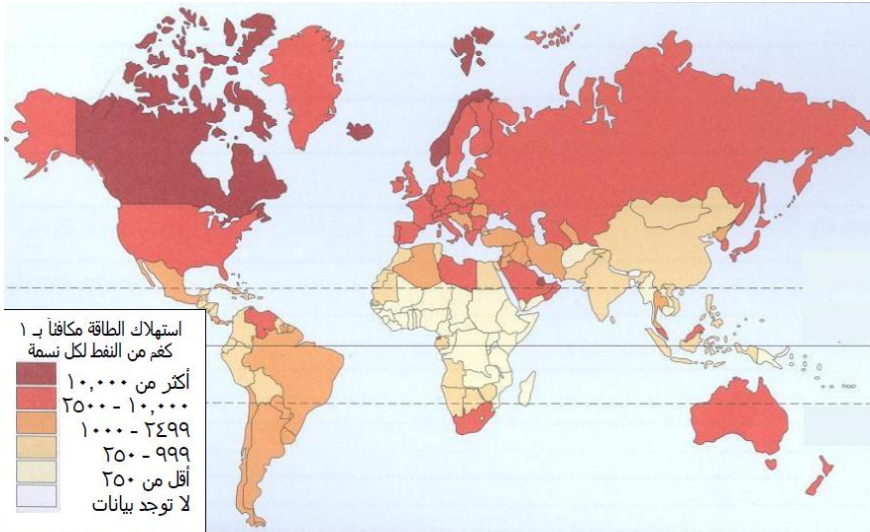 استهلاك الطاقة مكافئاً بـ ١
كغم من النفط لكل نسمة
أكثر من ١٠,٠٠٠
٢٥٠٠ - ١٠,٠٠٠
١٠٠٠ - ٢٤٩٩
٢٥٠ - ٩٩٩
أقل من ٢٥٠
لا توجد بيانات